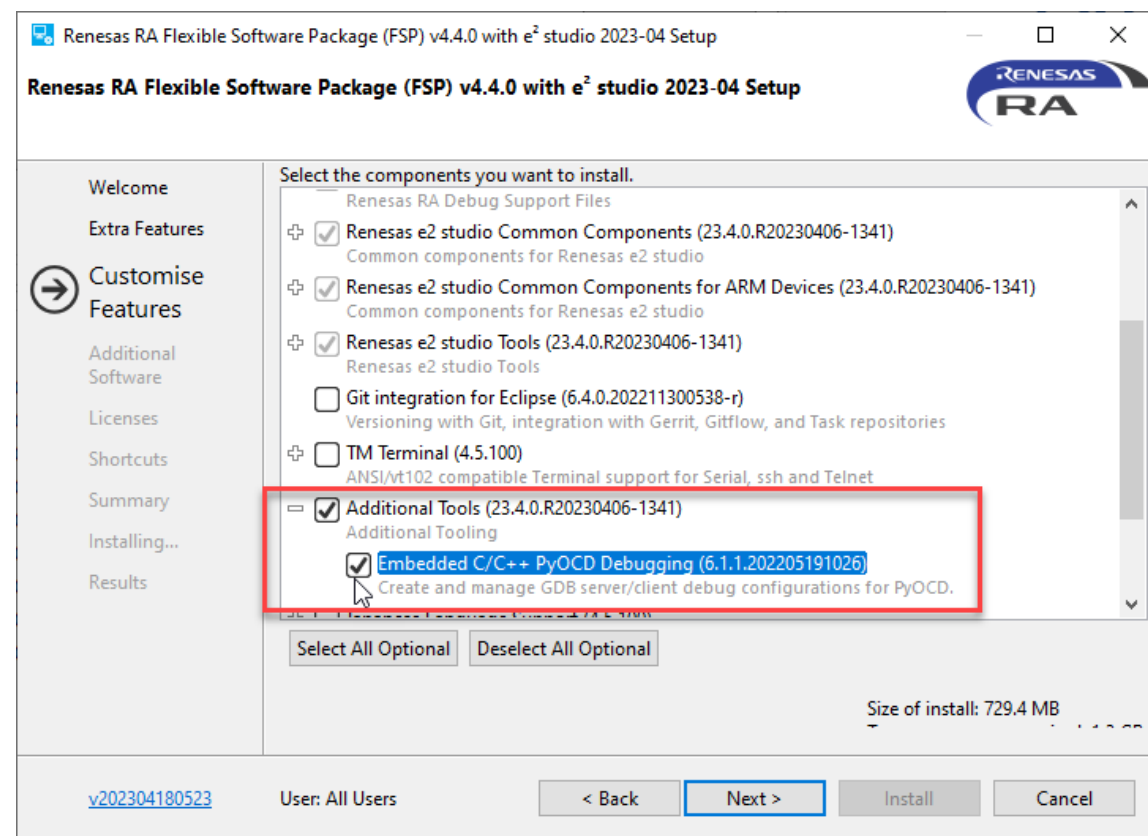 Renesas RA Flexible Software Package (FSP) v4.4.0 with e² studio 2023-04 Setup
Renesas RA Flexible Software Package (FSP) v4.4.0 with e² studio 2023-04 Setup
RENESAS
RA
Welcome
Extra Features
Customise
Features
Additional
Software
Licenses
Shortcuts
Summary
Installing...
Results
Select the components you want to install.
Renesas RA Debug Support Files
Renesas e2 studio Common Components (23.4.0.R20230406-1341)
Common components for Renesas e2 studio
Renesas e2 studio Common Components for ARM Devices (23.4.0.R20230406-1341)
Common components for Renesas e2 studio
Renesas e2 studio Tools (23.4.0.R20230406-1341)
Renesas e2 studio Tools
Git integration for Eclipse (6.4.0.202211300538-r)
Versioning with Git, integration with Gerrit, Gitflow, and Task repositories
TM Terminal (4.5.100)
ANSI/vt102 compatible Terminal support for Serial, ssh and Telnet
Additional Tools (23.4.0.R20230406-1341)
Additional Tooling
Embedded C/C++ PyOCD Debugging (6.1.1.202205191026)
Create and manage GDB server/client debug configurations for PyOCD.
Select All Optional
Deselect All Optional
Size of install: 729.4 MB
v202304180523
User: All Users
< Back
Next >
Install
Cancel